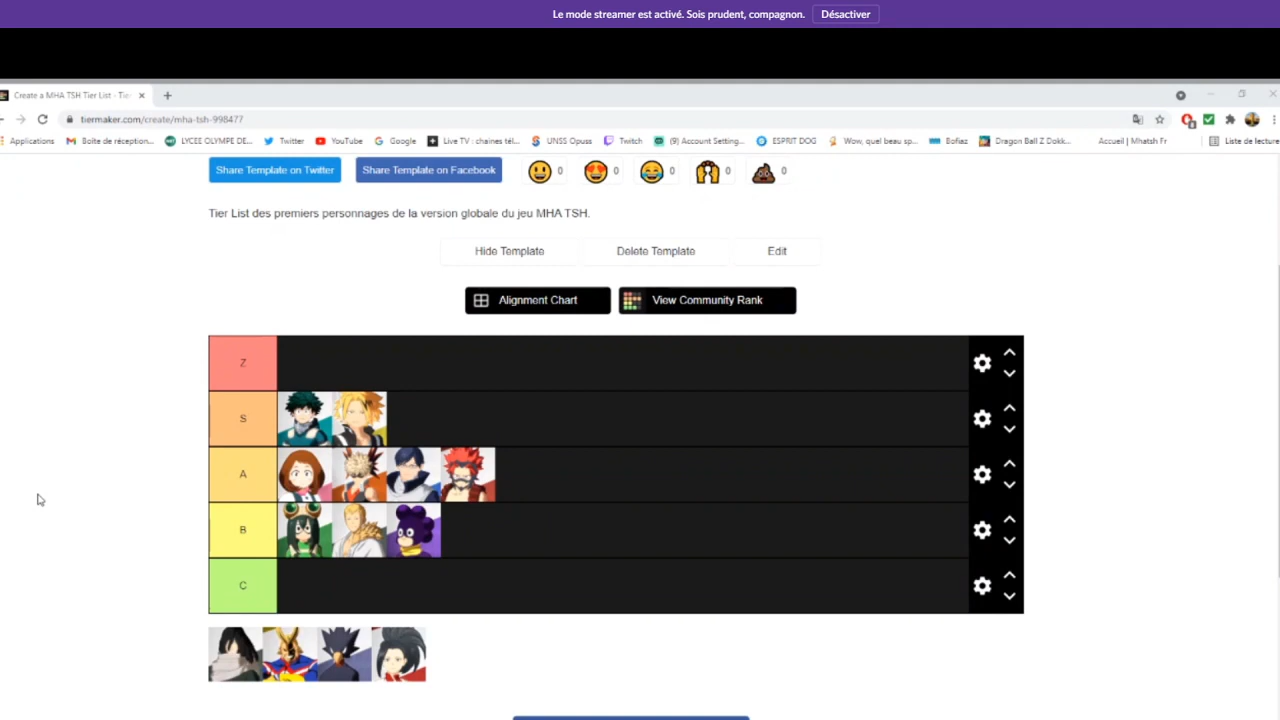 Le mode streamer est activé. Sois prudent, compagnon. Désactiver
Create a MHA TSH Tier List - Tie
tiermaker.com/create/mha-tsh-998477
Applications Boîte de réception... LYCEE OLYMPE DE... Twitter YouTube Google Live TV : chaines tél... UNSS Opuss Twitch (9) Account Setting... ESPRIT DOG Wow, quel beau sp... Bofiaz Dragon Ball Z Dokk... Accueil | Mhatsh Fr Liste de lecture
Share Template on Twitter Share Template on Facebook 0 0 0 0 0
Tier List des premiers personnages de la version globale du jeu MHA TSH.
Hide Template Delete Template Edit
Alignment Chart View Community Rank
Z
S
A
B
C